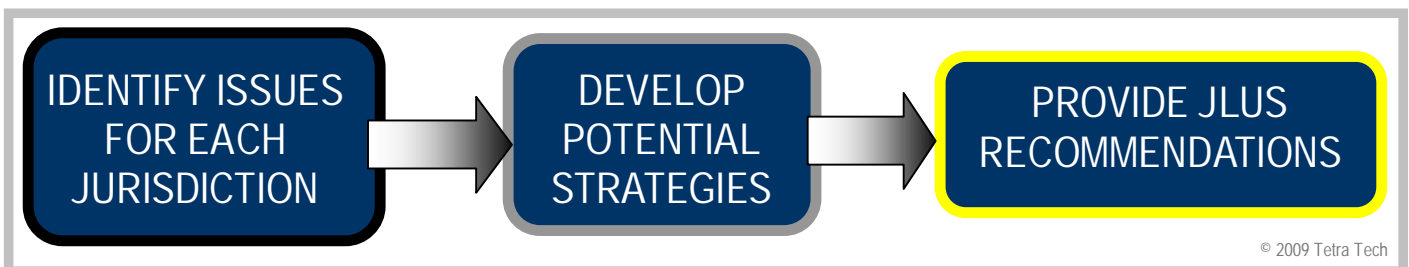 IDENTIFY ISSUES
FOR EACH
JURISDICTION
DEVELOP
POTENTIAL
STRATEGIES
PROVIDE JLUS
RECOMMENDATIONS
© 2009 Tetra Tech